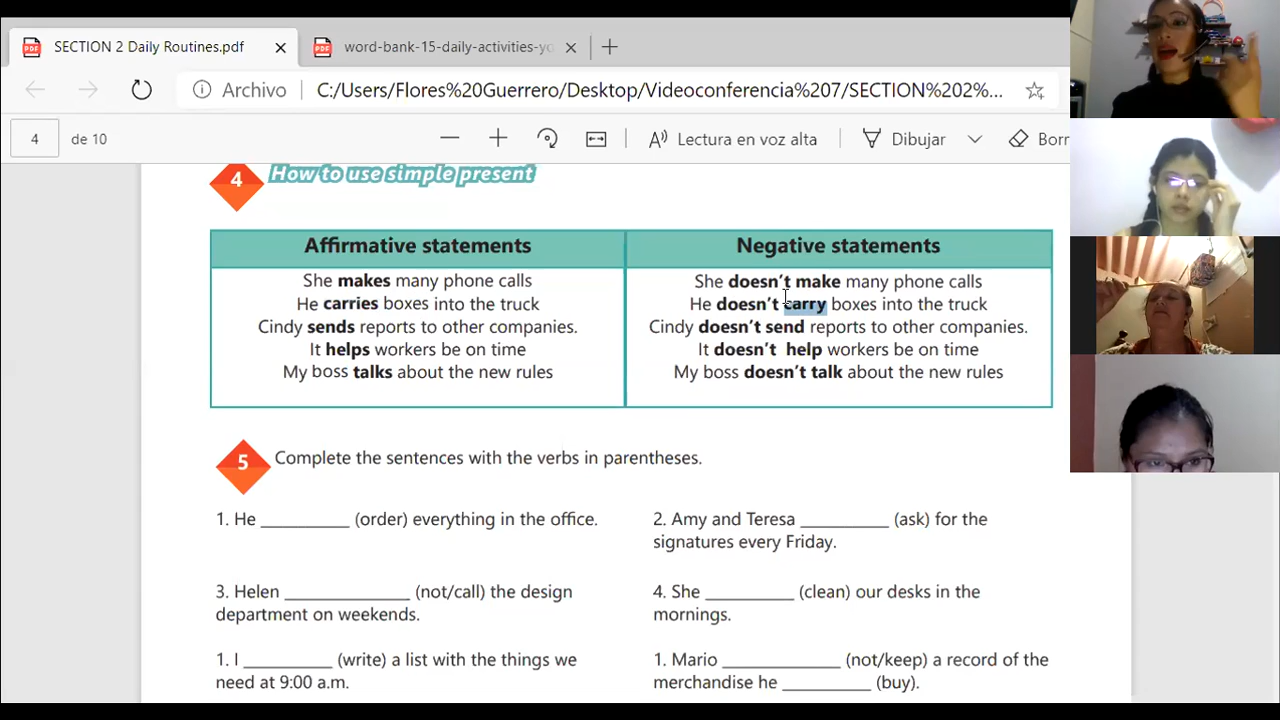 SECTION 2 Daily Routines.pdf
word-bank-15-daily-activities-yo
Archivo
C:/Users/Flores%20Guerrero/Desktop/Videoconferencia%207/SECTION%202%...
4
de 10
Lectura en voz alta
Dibujar
Borr
4
How to use simple present
Affirmative statements
She makes many phone calls
He carries boxes into the truck
Cindy sends reports to other companies.
It helps workers be on time
My boss talks about the new rules
Negative statements
She doesn't make many phone calls
He doesn't carry boxes into the truck
Cindy doesn't send reports to other companies.
It doesn't help workers be on time
My boss doesn't talk about the new rules
5
Complete the sentences with the verbs in parentheses.
1. He _________ (order) everything in the office.
2. Amy and Teresa _________ (ask) for the
signatures every Friday.
3. Helen _____________ (not/call) the design
department on weekends.
4. She _________ (clean) our desks in the
mornings.
1. I _________ (write) a list with the things we
need at 9:00 a.m.
1. Mario ____________ (not/keep) a record of the
merchandise he _________ (buy).